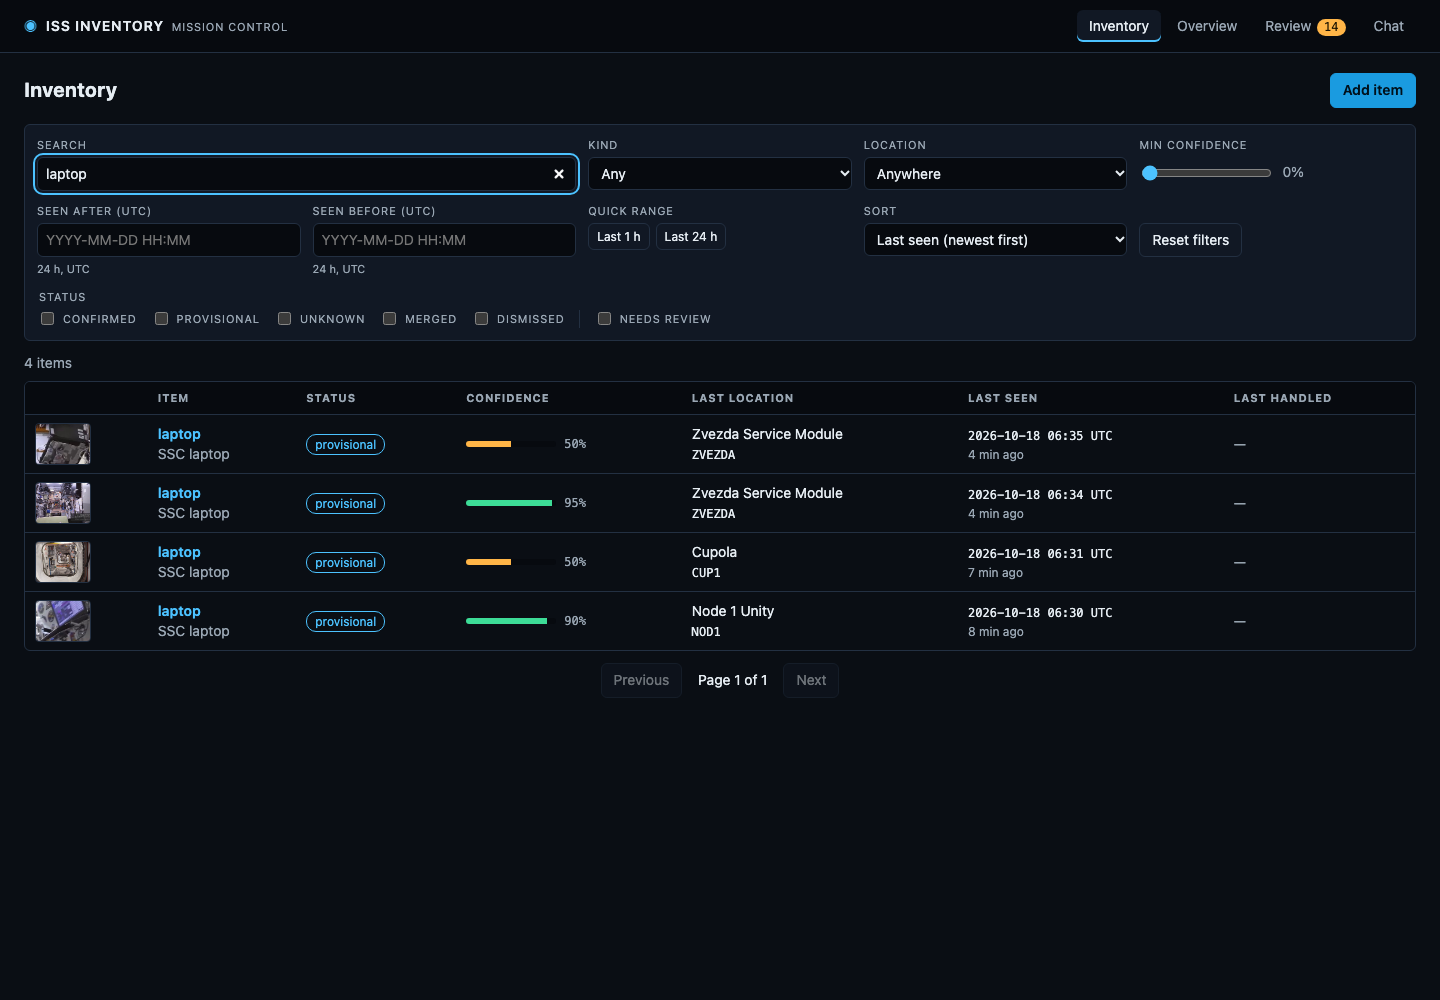 ISS INVENTORY MISSION CONTROL
Inventory Overview Review 14 Chat
Inventory
Add item
SEARCH KIND LOCATION MIN CONFIDENCE
laptop Any Anywhere 0%
SEEN AFTER (UTC) SEEN BEFORE (UTC) QUICK RANGE SORT
YYYY-MM-DD HH:MM YYYY-MM-DD HH:MM Last 1 h Last 24 h Last seen (newest first) Reset filters
24 h, UTC 24 h, UTC
STATUS
CONFIRMED PROVISIONAL UNKNOWN MERGED DISMISSED NEEDS REVIEW
4 items
ITEM STATUS CONFIDENCE LAST LOCATION LAST SEEN LAST HANDLED
laptop provisional 50% Zvezda Service Module 2026-10-18 06:35 UTC —
SSC laptop ZVEZDA 4 min ago
laptop provisional 95% Zvezda Service Module 2026-10-18 06:34 UTC —
SSC laptop ZVEZDA 4 min ago
laptop provisional 50% Cupola 2026-10-18 06:31 UTC —
SSC laptop CUP1 7 min ago
laptop provisional 90% Node 1 Unity 2026-10-18 06:30 UTC —
SSC laptop NOD1 8 min ago
Previous Page 1 of 1 Next